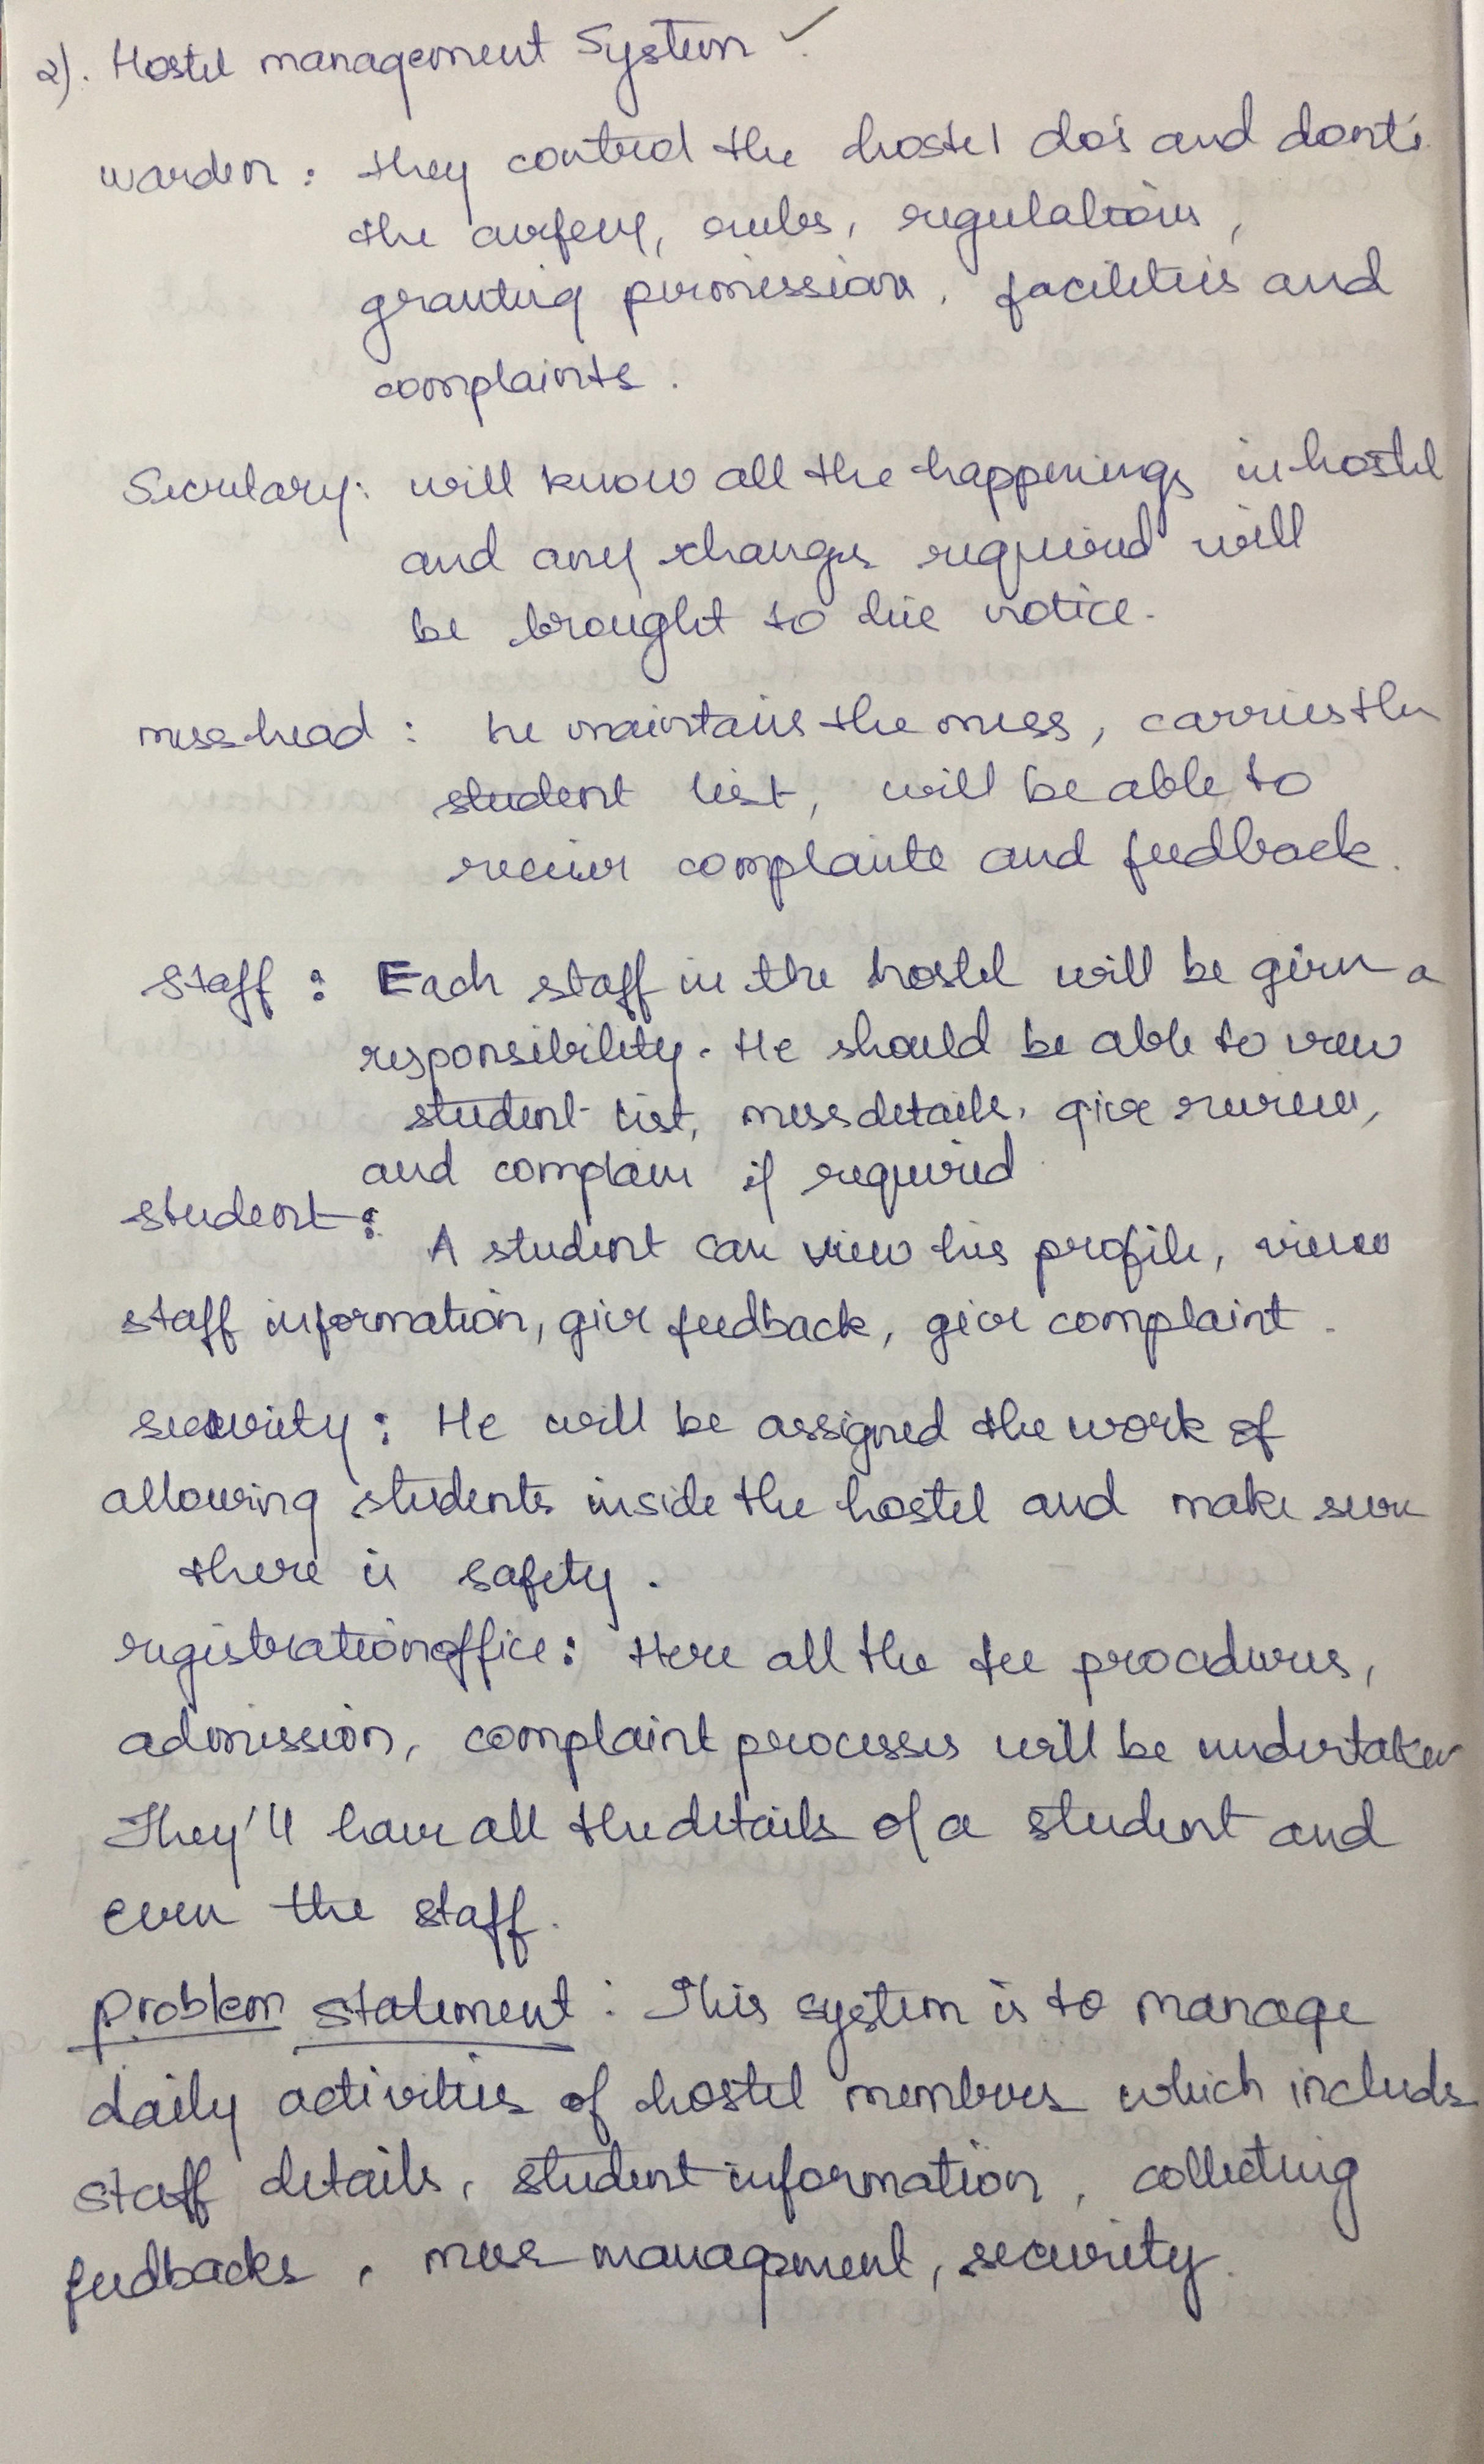 2). Hostel management System ✓
warden : they control the hostel do's and dont's
the curfew, rules, regulations,
granting permission, facilities and
complaints.
Secretary: will know all the happenings in hostel
and any changes required will
be brought to his notice.
mess head : he maintains the mess, carries the
student list, will be able to
receive complaints and feedback.
staff : Each staff in the hostel will be given a
responsibility. He should be able to view
student list, mess details, give review,
and complain if required
student :
A student can view his profile, view
staff information, give feedback, give complaint.
security : He will be assigned the work of
allowing students inside the hostel and make sure
there is safety.
registration office : Here all the fee procedures,
admission, complaint processes will be undertaken
They'll have all the details of a student and
even the staff.
problem statement : This system is to manage
daily activities of hostel members which includes
staff details, student information, collecting
feedbacks, mess management, security.